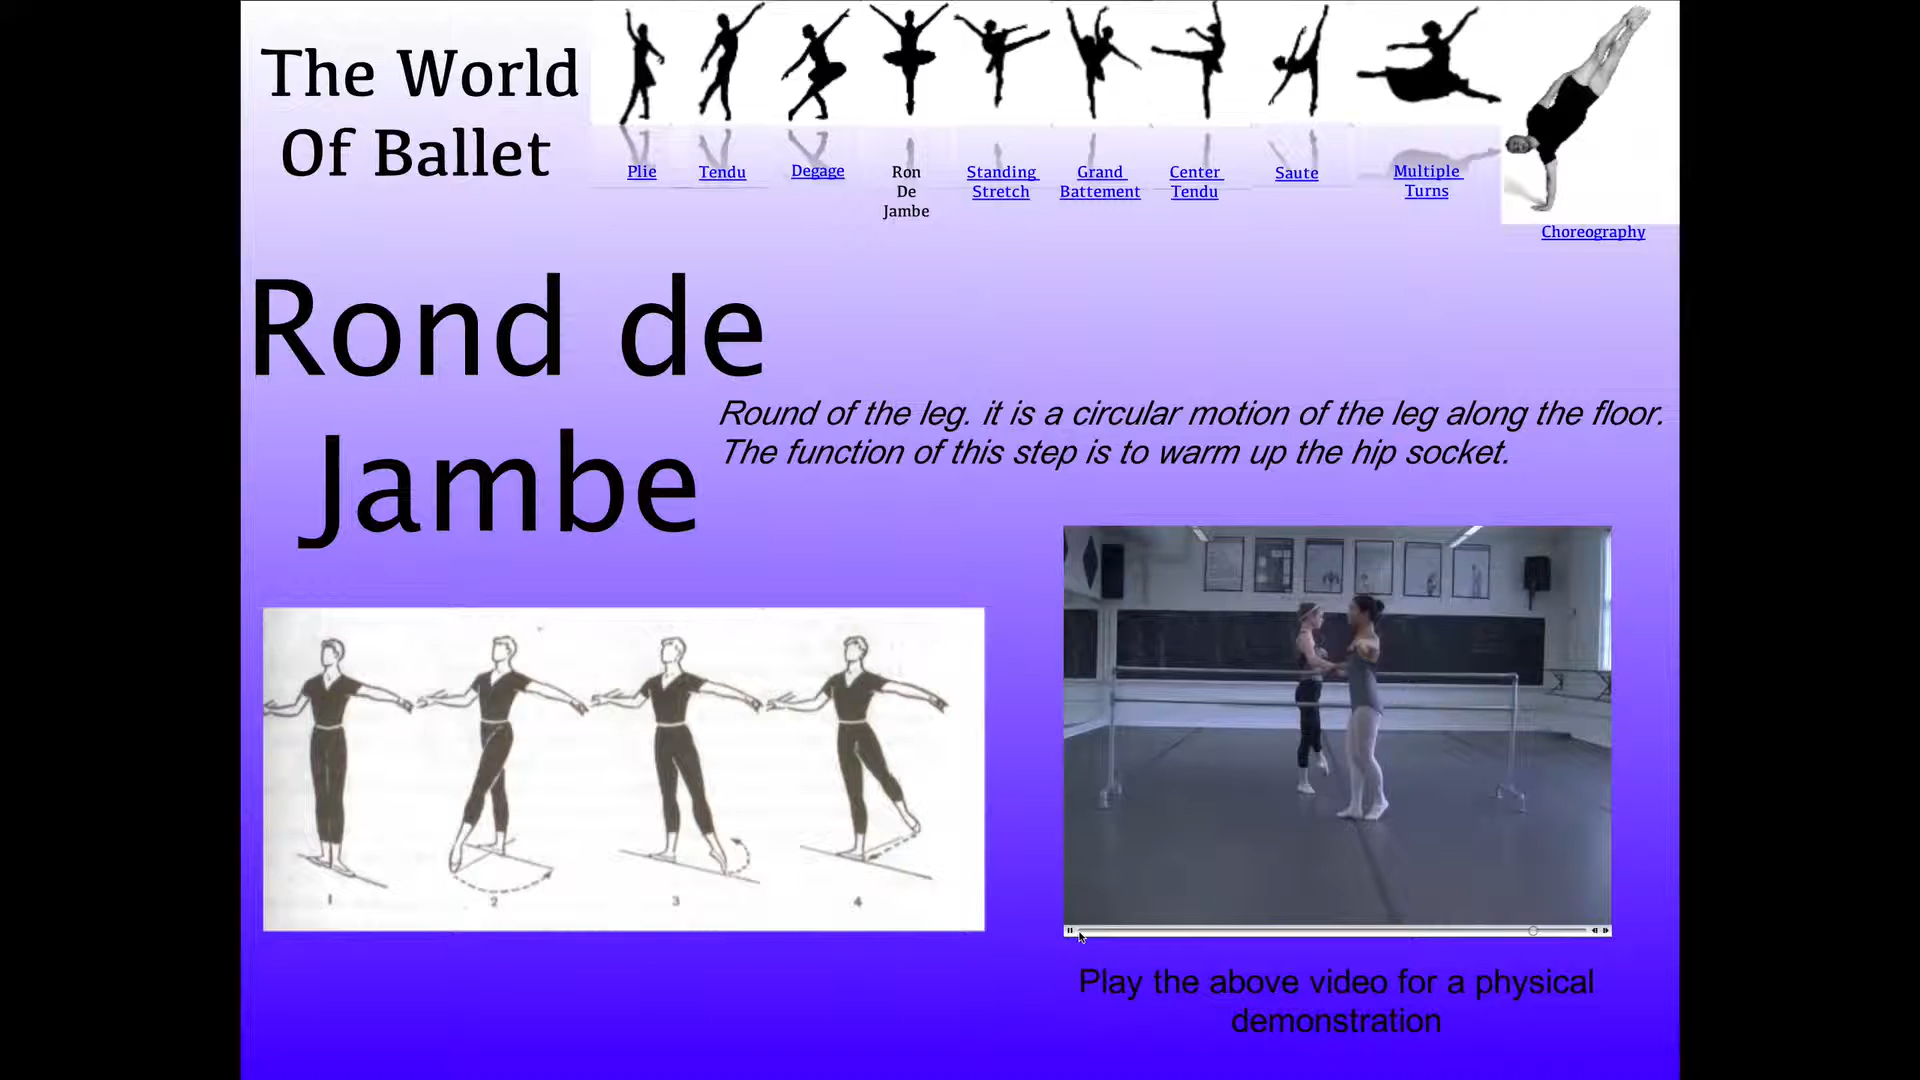 The World
Of Ballet
Plie
Tendu
Degage
Ron
De
Jambe
Standing
Stretch
Grand
Battement
Center
Tendu
Saute
Multiple
Turns
Choreography
Rond de
Jambe
Round of the leg. it is a circular motion of the leg along the floor.
The function of this step is to warm up the hip socket.
1
2
3
4
Play the above video for a physical
demonstration